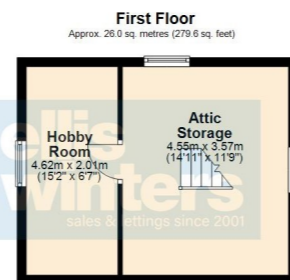 First Floor
Approx. 26.0 sq. metres (279.6 sq. feet)
Hobby
Room
4.62m x 2.01m
(15'2" x 6'7")
Attic
Storage
4.55m x 3.57m
(14'11" x 11'9")
ellis
winters
sales & lettings since 2001